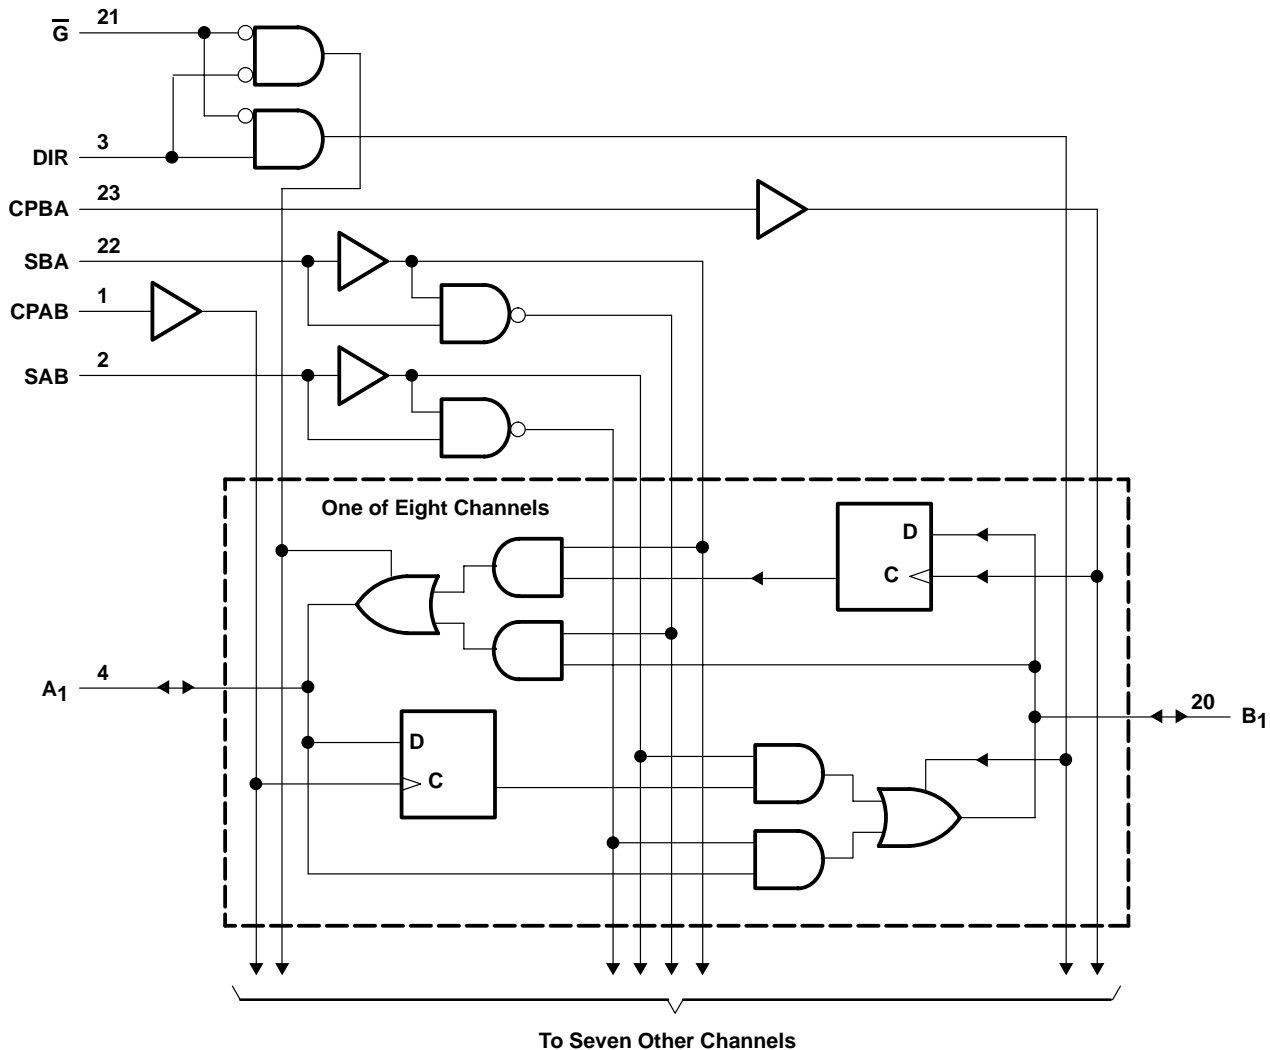 G̅ 21
DIR 3
CPBA 23
SBA 22
CPAB 1
SAB 2
One of Eight Channels
D
C
A1 4
20 B1
D
C
To Seven Other Channels